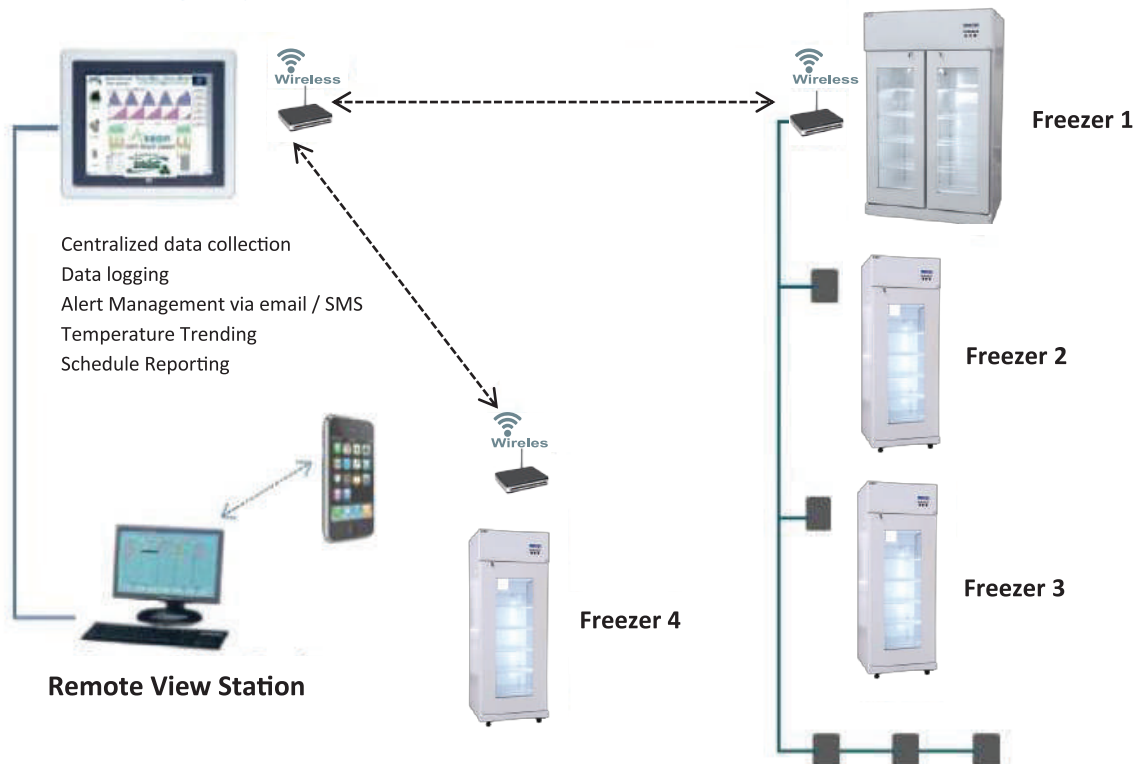 Wireless
Wireless
Freezer 1
Centralized data collection
Data logging
Alert Management via email / SMS
Temperature Trending
Schedule Reporting
Freezer 2
Wireles
Freezer 3
Freezer 4
Remote View Station